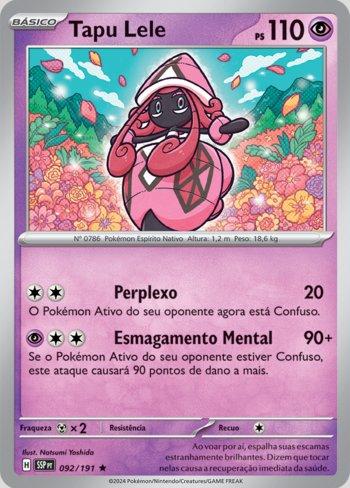 BÁSICO
Tapu Lele
PS 110
Nº 0786 Pokémon Espírito Nativo Altura: 1,2 m Peso: 18,6 kg
Perplexo 20
O Pokémon Ativo do seu oponente agora está Confuso.
Esmagamento Mental 90+
Se o Pokémon Ativo do seu oponente estiver Confuso,
este ataque causará 90 pontos de dano a mais.
Fraqueza ×2 Resistência Recuo
Ilust. Natsumi Yoshida
H SSP PT 092/191 ★
Ao voar por aí, espalha suas escamas
estranhamente brilhantes. Dizem que tocar
nelas causa a recuperação imediata da saúde.
©2024 Pokémon/Nintendo/Creatures/GAME FREAK